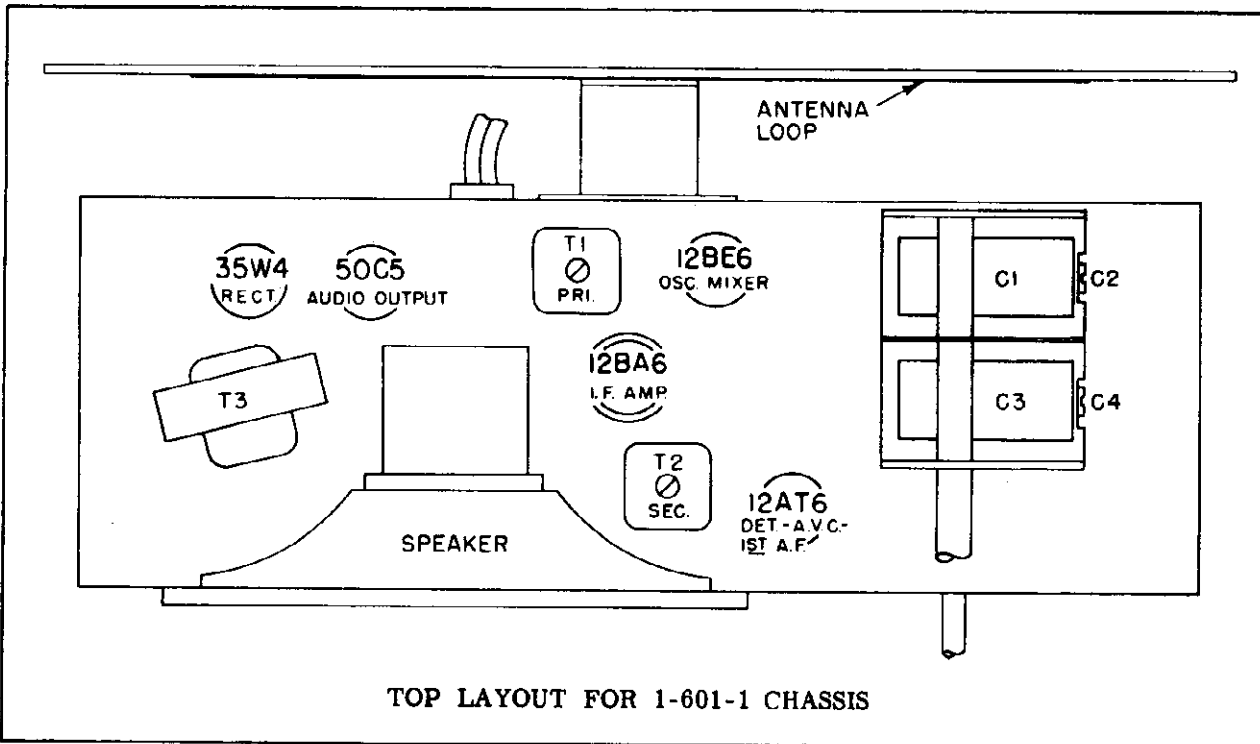 ANTENNA
LOOP
35W4
RECT.
50C5
AUDIO OUTPUT
T1
PRI.
12BE6
OSC. MIXER
C1
C2
12BA6
I.F. AMP.
T3
C3
C4
T2
SEC.
12AT6
DET.-A.V.C.-
1ST A.F.
SPEAKER
TOP LAYOUT FOR 1-601-1 CHASSIS